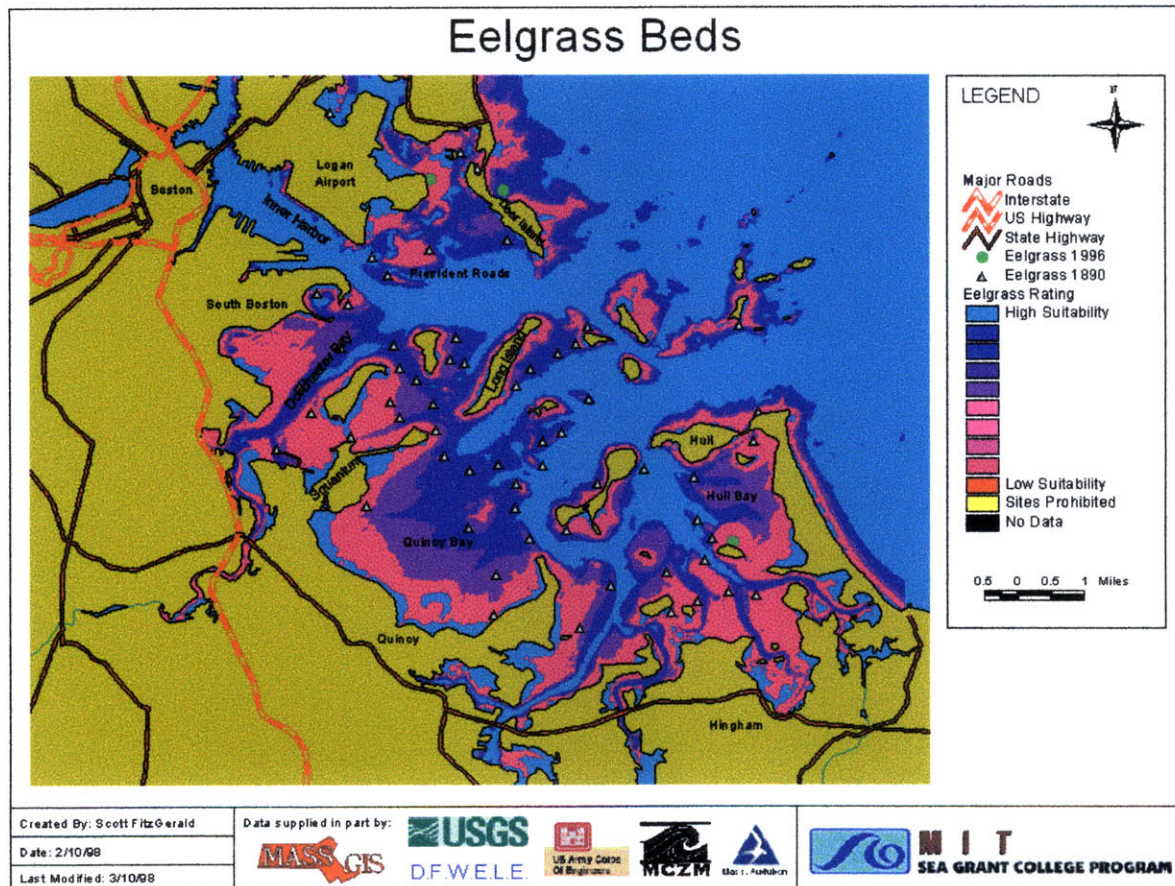 Eelgrass Beds
LEGEND
N
Major Roads
Interstate
US Highway
State Highway
Eelgrass 1996
Eelgrass 1890
Eelgrass Rating
High Suitability
Low Suitability
Sites Prohibited
No Data
0.5 0 0.5 1 Miles
Logan
Airport
Boston
Inner Harbor
Deer Island
President Roads
South Boston
Dorchester Bay
Long Island
Squantum
Hull
Hull Bay
Quincy Bay
Quincy
Hingham
Created By: Scott FitzGerald
Date: 2/10/98
Last Modified: 3/10/98
Data supplied in part by:
MASS GIS
USGS
D.F.W.E.L.E.
US Army Corps
Of Engineers
MCZM
Mass. Audubon
MIT
SEA GRANT COLLEGE PROGRAM